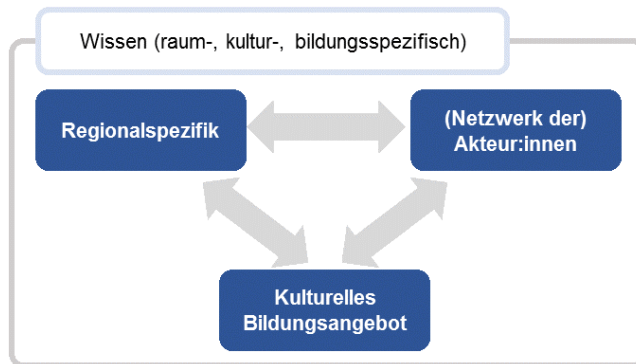 Wissen (raum-, kultur-, bildungsspezifisch)
Regionalspezifik
(Netzwerk der)
Akteur:innen
Kulturelles
Bildungsangebot